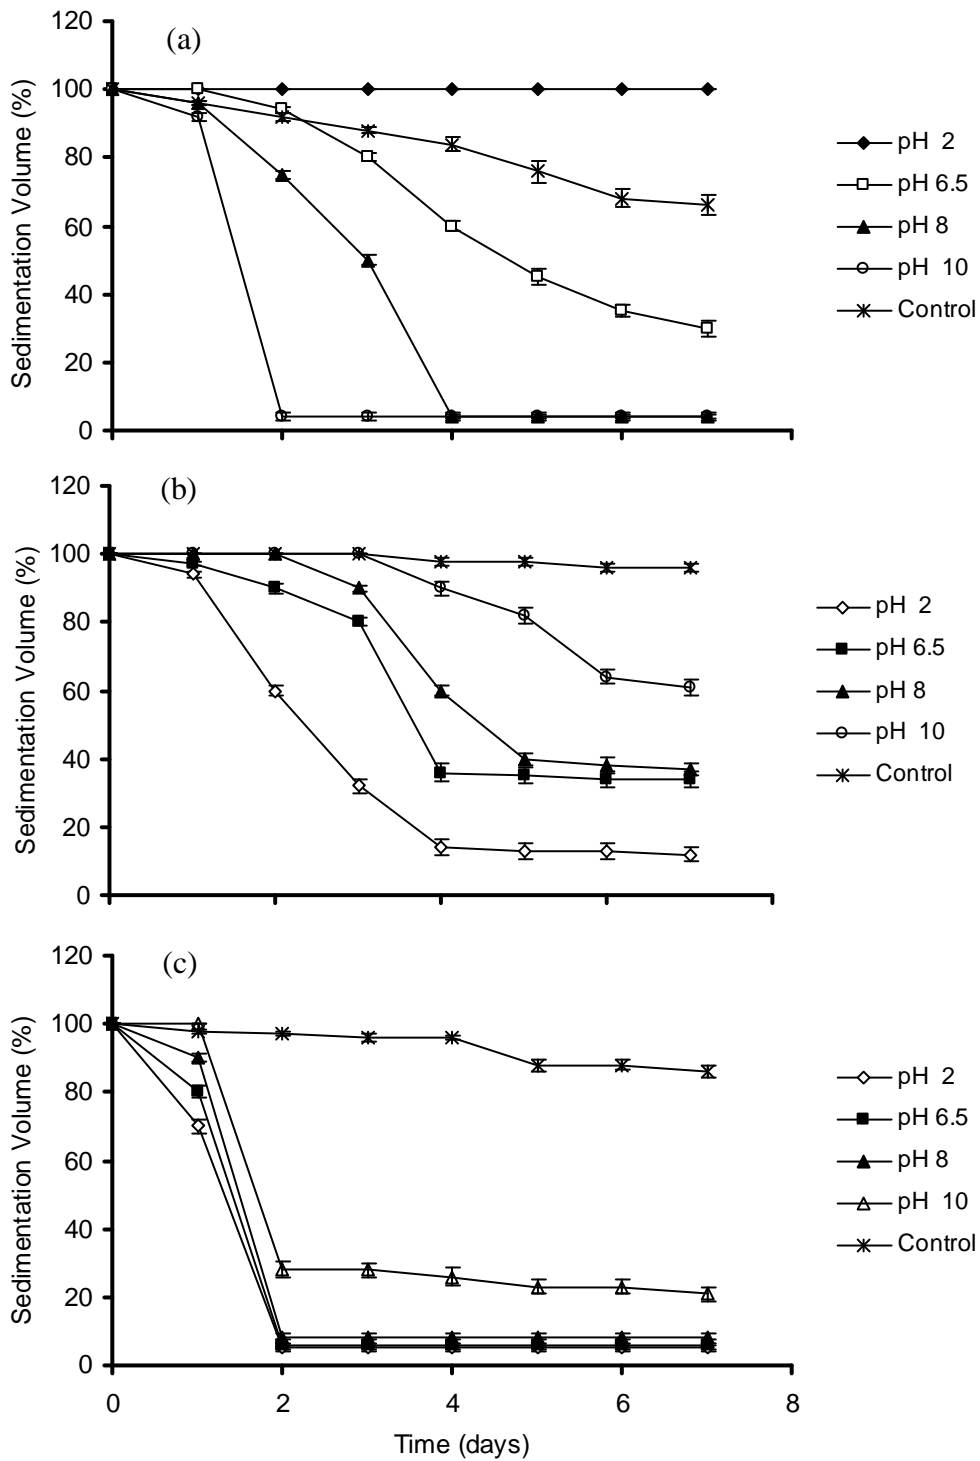 (a)
Sedimentation Volume (%)
120
100
80
60
40
20
0
pH 2
pH 6.5
pH 8
pH 10
Control
(b)
Sedimentation Volume (%)
120
100
80
60
40
20
0
pH 2
pH 6.5
pH 8
pH 10
Control
(c)
Sedimentation Volume (%)
120
100
80
60
40
20
0
pH 2
pH 6.5
pH 8
pH 10
Control
0 2 4 6 8
Time (days)